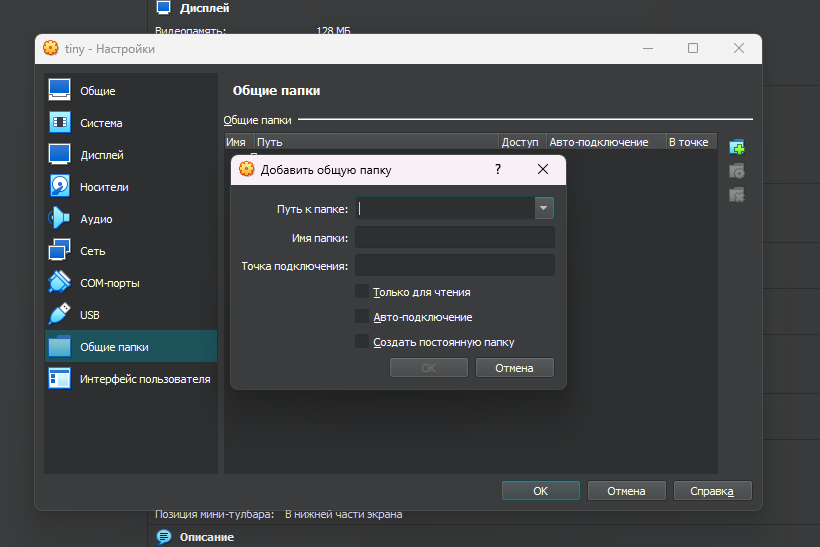 Дисплей
Видеопамять: 128 МБ
tiny - Настройки
Общие
Система
Дисплей
Носители
Аудио
Сеть
COM-порты
USB
Общие папки
Интерфейс пользователя
Общие папки
Общие папки
Имя Путь Доступ Авто-подключение В точке
Добавить общую папку ?
Путь к папке:
Имя папки:
Точка подключения:
Только для чтения
Авто-подключение
Создать постоянную папку
OK Отмена
OK Отмена Справка
Позиция мини-тулбара: В нижней части экрана
Описание